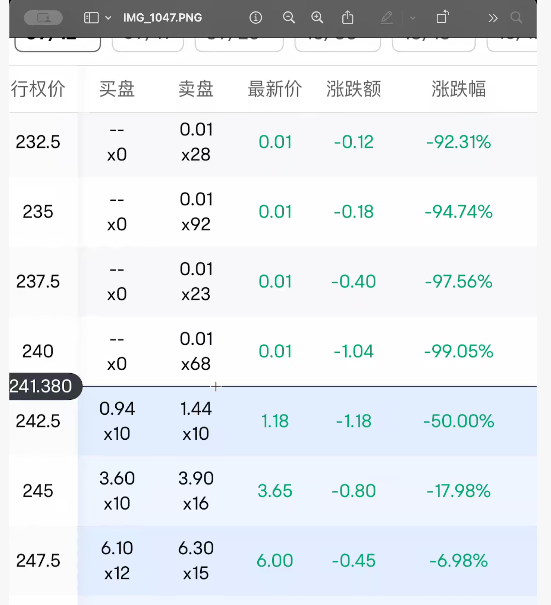 IMG_1047.PNG
行权价 买盘 卖盘 最新价 涨跌额 涨跌幅
232.5 -- x0 0.01 x28 0.01 -0.12 -92.31%
235 -- x0 0.01 x92 0.01 -0.18 -94.74%
237.5 -- x0 0.01 x23 0.01 -0.40 -97.56%
240 -- x0 0.01 x68 0.01 -1.04 -99.05%
241.380
242.5 0.94 x10 1.44 x10 1.18 -1.18 -50.00%
245 3.60 x10 3.90 x16 3.65 -0.80 -17.98%
247.5 6.10 x12 6.30 x15 6.00 -0.45 -6.98%